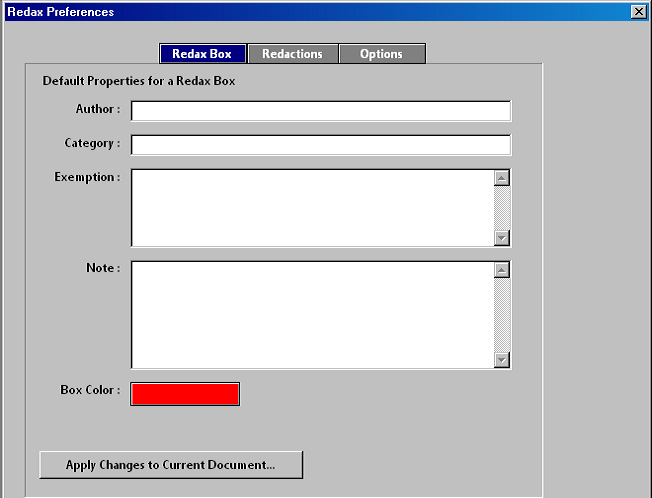 Redax Preferences
Redax Box Redactions Options
Default Properties for a Redax Box
Author :
Category :
Exemption :
Note :
Box Color :
Apply Changes to Current Document...